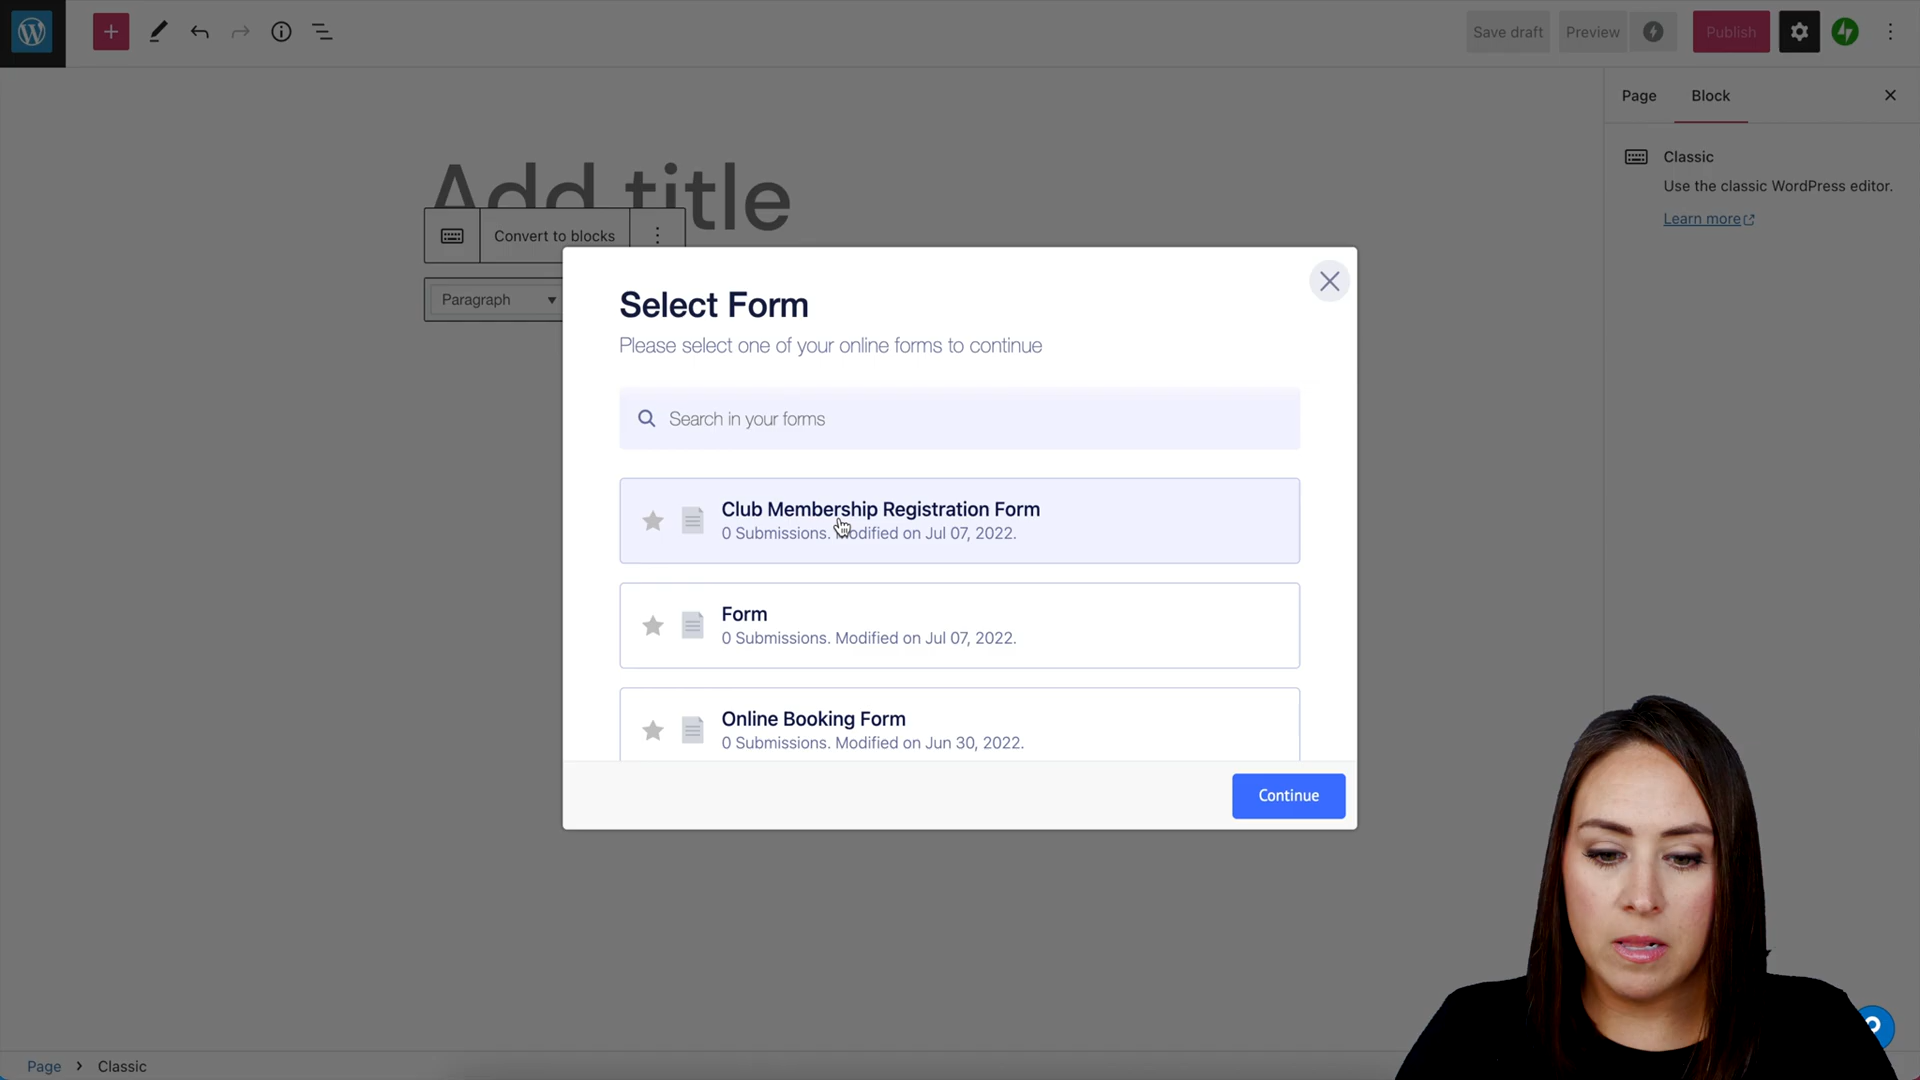 Save draft
Preview
Publish
Page
Block
Classic
Use the classic WordPress editor.
Learn more
Add title
Convert to blocks
Paragraph
Select Form
Please select one of your online forms to continue
Search in your forms
Club Membership Registration Form
0 Submissions. Modified on Jul 07, 2022.
Form
0 Submissions. Modified on Jul 07, 2022.
Online Booking Form
0 Submissions. Modified on Jun 30, 2022.
Continue
Page > Classic